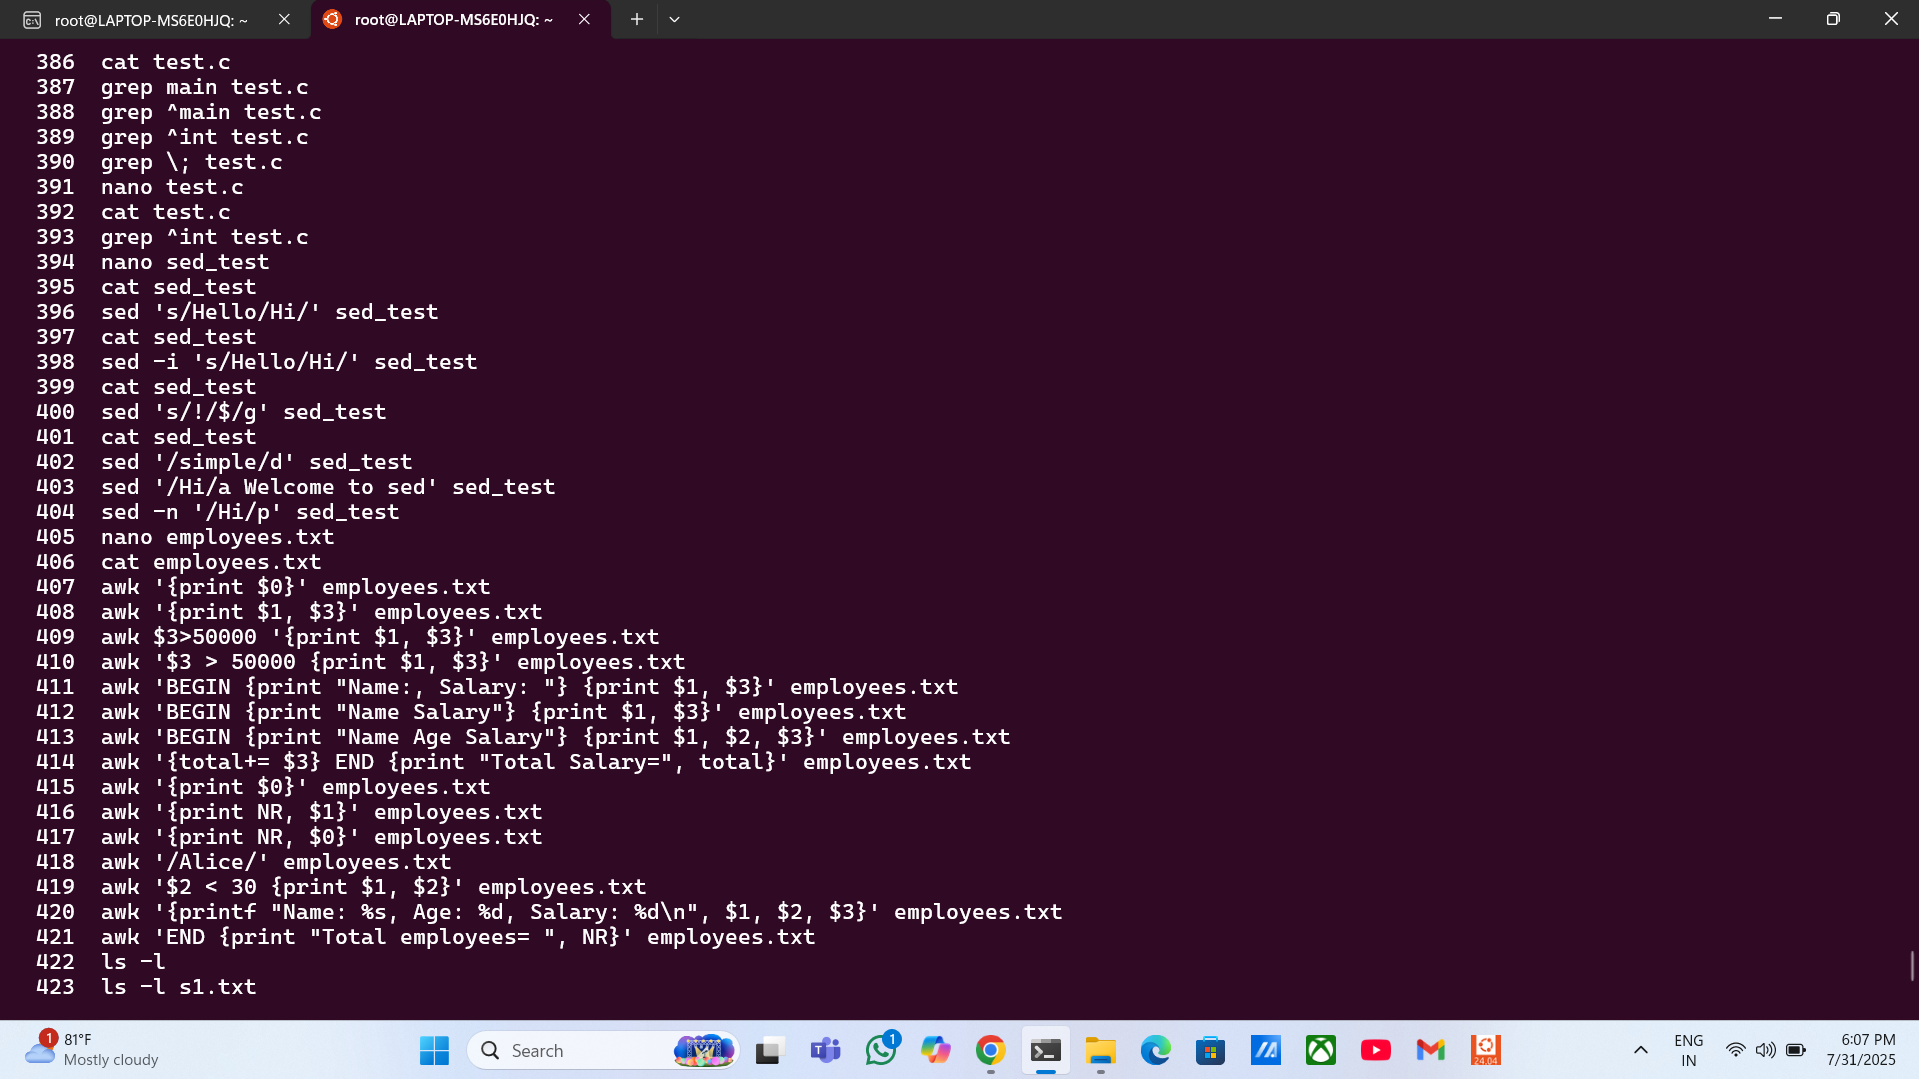 root@LAPTOP-MS6E0HJQ: ~
root@LAPTOP-MS6E0HJQ: ~
386 cat test.c
387 grep main test.c
388 grep ^main test.c
389 grep ^int test.c
390 grep \; test.c
391 nano test.c
392 cat test.c
393 grep ^int test.c
394 nano sed_test
395 cat sed_test
396 sed 's/Hello/Hi/' sed_test
397 cat sed_test
398 sed -i 's/Hello/Hi/' sed_test
399 cat sed_test
400 sed 's/!/$/g' sed_test
401 cat sed_test
402 sed '/simple/d' sed_test
403 sed '/Hi/a Welcome to sed' sed_test
404 sed -n '/Hi/p' sed_test
405 nano employees.txt
406 cat employees.txt
407 awk '{print $0}' employees.txt
408 awk '{print $1, $3}' employees.txt
409 awk $3>50000 '{print $1, $3}' employees.txt
410 awk '$3 > 50000 {print $1, $3}' employees.txt
411 awk 'BEGIN {print "Name:, Salary: "} {print $1, $3}' employees.txt
412 awk 'BEGIN {print "Name Salary"} {print $1, $3}' employees.txt
413 awk 'BEGIN {print "Name Age Salary"} {print $1, $2, $3}' employees.txt
414 awk '{total+= $3} END {print "Total Salary=", total}' employees.txt
415 awk '{print $0}' employees.txt
416 awk '{print NR, $1}' employees.txt
417 awk '{print NR, $0}' employees.txt
418 awk '/Alice/' employees.txt
419 awk '$2 < 30 {print $1, $2}' employees.txt
420 awk '{printf "Name: %s, Age: %d, Salary: %d\n", $1, $2, $3}' employees.txt
421 awk 'END {print "Total employees= ", NR}' employees.txt
422 ls -l
423 ls -l s1.txt
1 81°F
Mostly cloudy
Search
1
24.04
ENG
IN
6:07 PM
7/31/2025